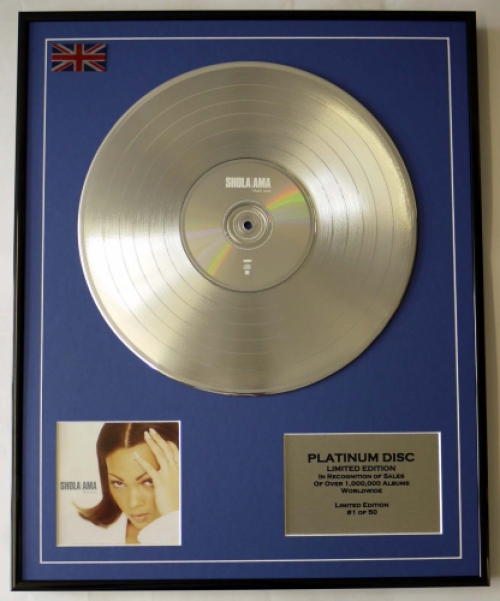 SHOLA AMA
SHOLA AMA
PLATINUM DISC
LIMITED EDITION
IN RECOGNITION OF SALES
OF OVER 1,000,000 ALBUMS
WORLDWIDE
LIMITED EDITION
#1 OF 50